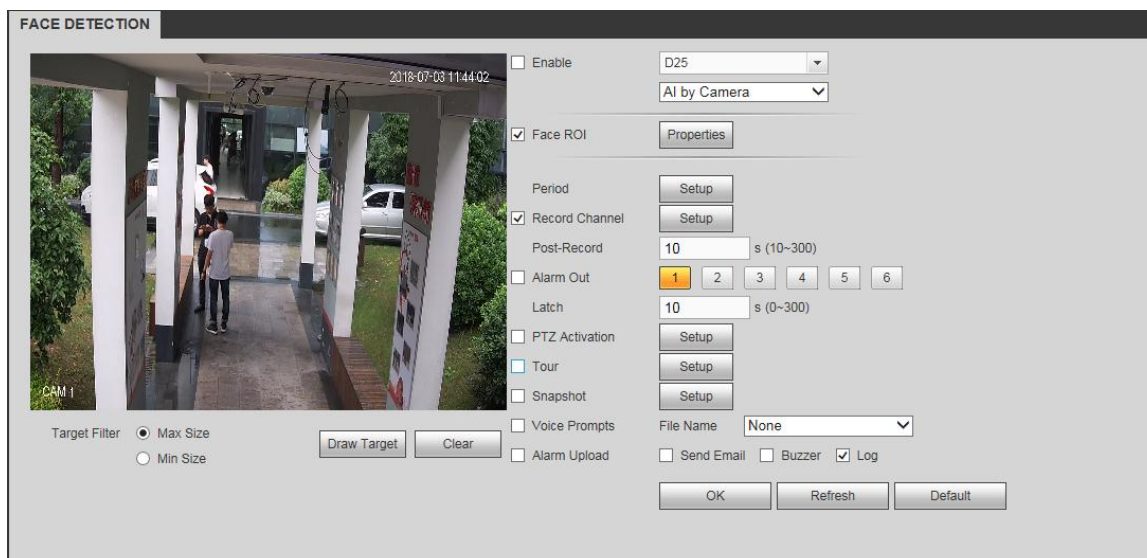 FACE DETECTION
2018-07-03 11:44:02
CAM 1
Target Filter Max Size
Min Size
Draw Target Clear
Enable D25
AI by Camera
Face ROI Properties
Period Setup
Record Channel Setup
Post-Record 10 s (10~300)
Alarm Out 1 2 3 4 5 6
Latch 10 s (0~300)
PTZ Activation Setup
Tour Setup
Snapshot Setup
Voice Prompts File Name None
Alarm Upload Send Email Buzzer Log
OK Refresh Default